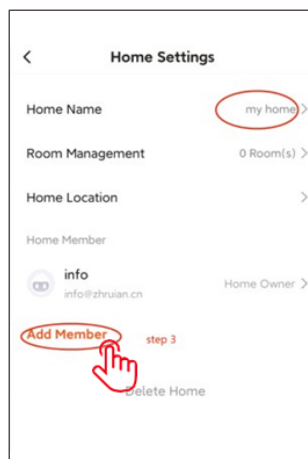 Home Settings
Home Name my home
Room Management 0 Room(s)
Home Location
Home Member
info
info@zhruian.cn
Home Owner
Add Member
step 3
Delete Home